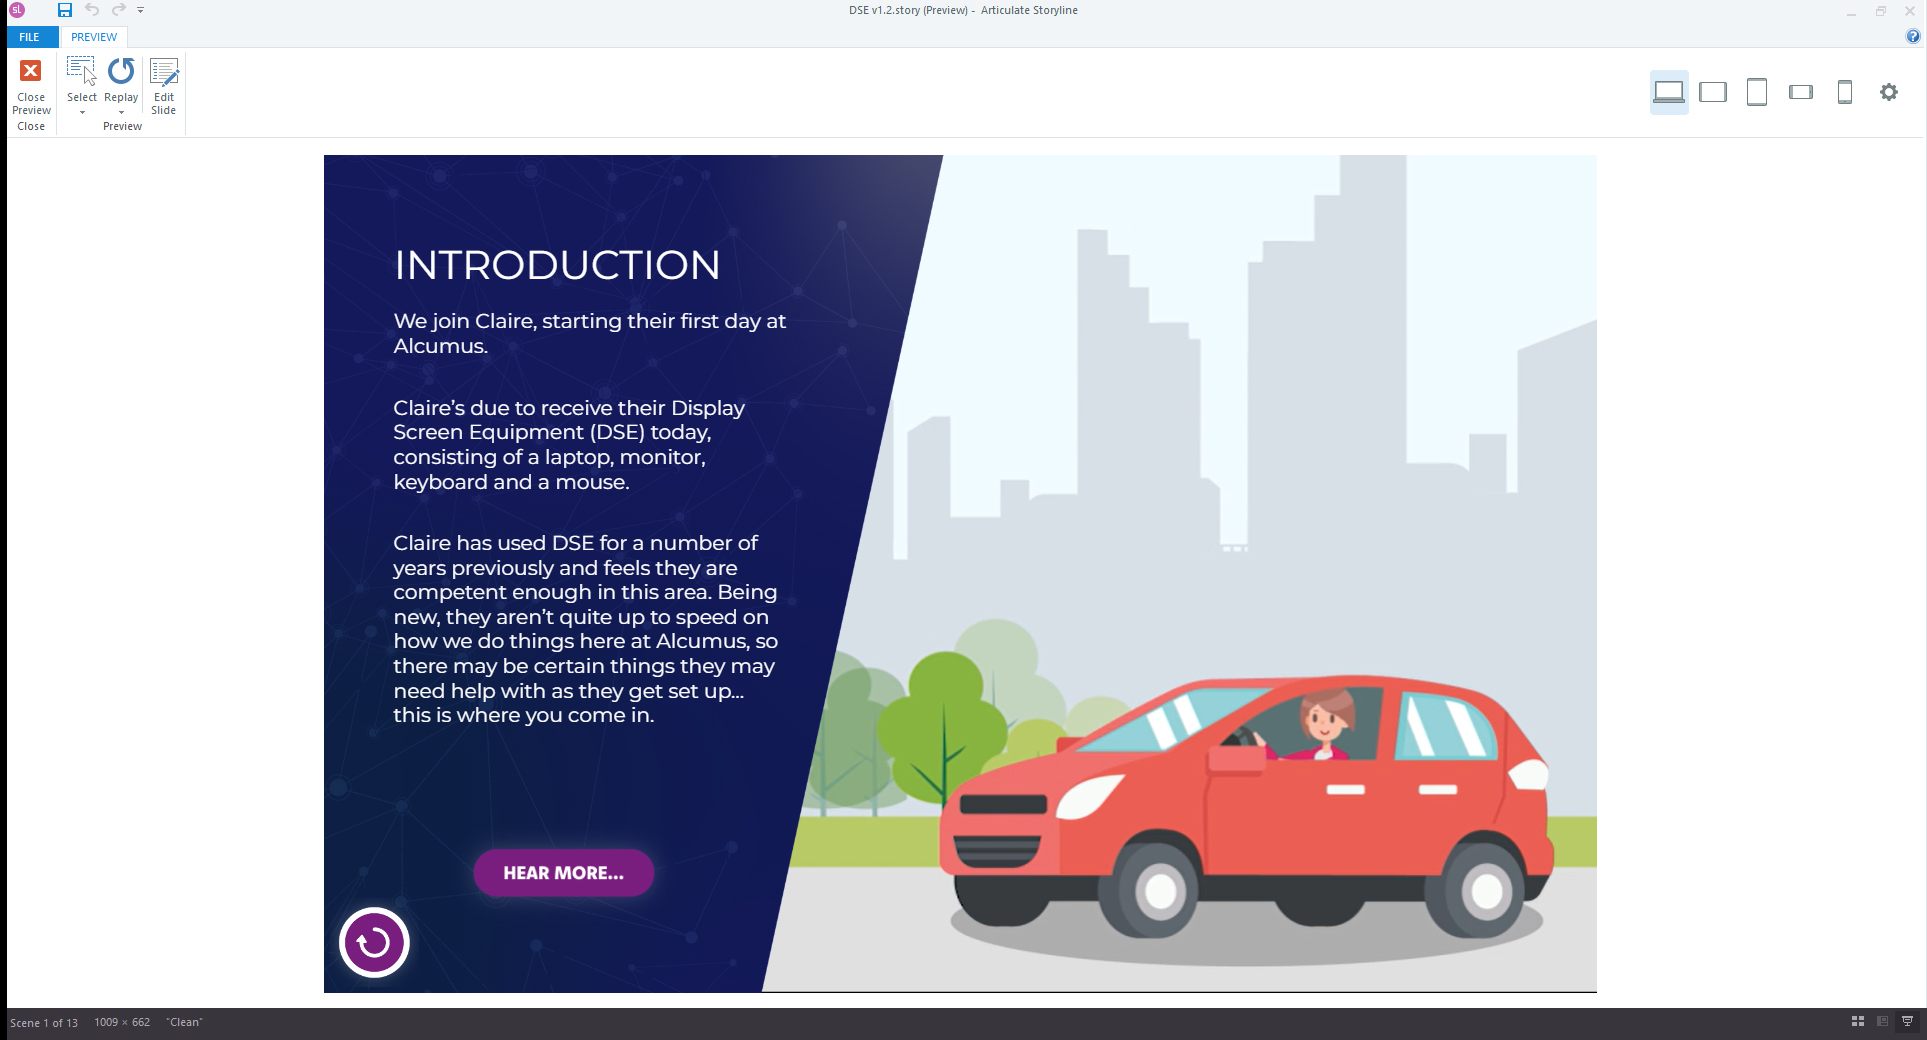 sl
DSE v1.2.story (Preview) - Articulate Storyline
FILE
PREVIEW
?
Close
Preview
Select
Replay
Edit
Slide
Close
Preview
INTRODUCTION
We join Claire, starting their first day at
Alcumus.
Claire’s due to receive their Display
Screen Equipment (DSE) today,
consisting of a laptop, monitor,
keyboard and a mouse.
Claire has used DSE for a number of
years previously and feels they are
competent enough in this area. Being
new, they aren’t quite up to speed on
how we do things here at Alcumus, so
there may be certain things they may
need help with as they get set up...
this is where you come in.
HEAR MORE...
Scene 1 of 13
1009 × 662
"Clean"